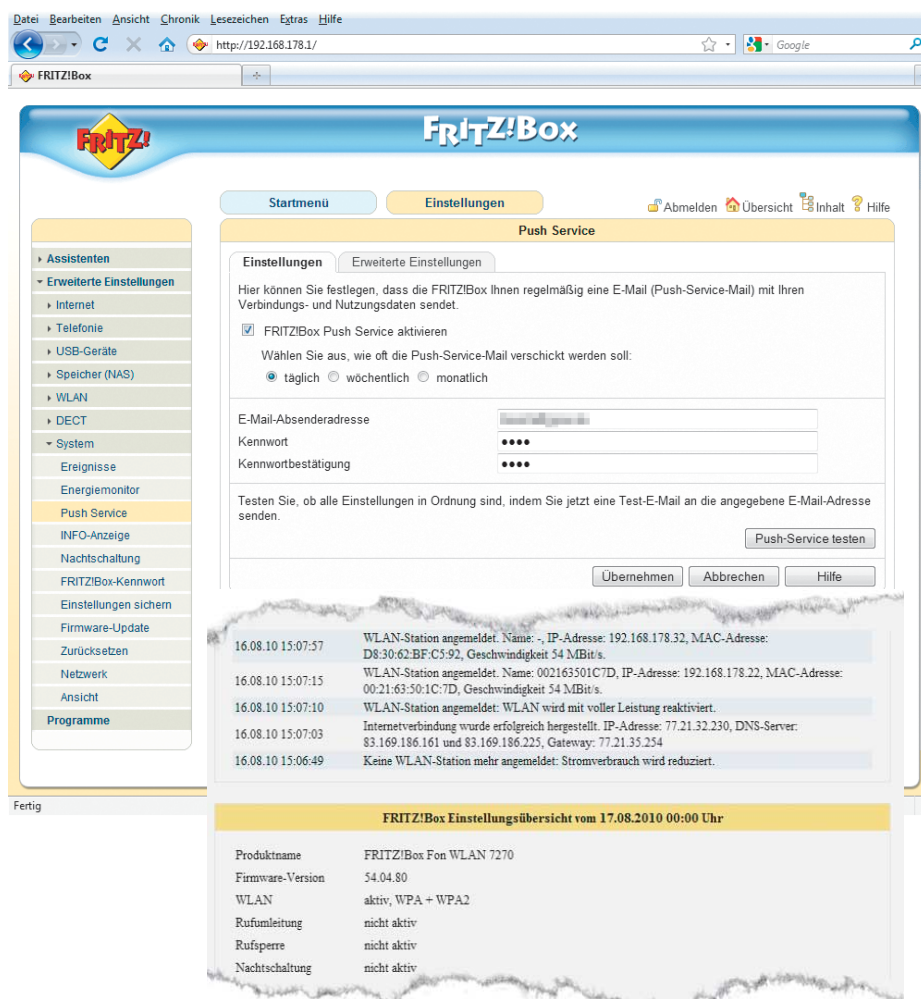 Datei Bearbeiten Ansicht Chronik Lesezeichen Extras Hilfe
http://192.168.178.1/
Google
FRITZ!Box
FRITZ!
FRITZ!Box
Startmenü
Einstellungen
Abmelden Übersicht Inhalt Hilfe
Push Service
Assistenten
Erweiterte Einstellungen
Internet
Telefonie
USB-Geräte
Speicher (NAS)
WLAN
DECT
System
Ereignisse
Energiemonitor
Push Service
INFO-Anzeige
Nachtschaltung
FRITZ!Box-Kennwort
Einstellungen sichern
Firmware-Update
Zurücksetzen
Netzwerk
Ansicht
Programme
Einstellungen Erweiterte Einstellungen
Hier können Sie festlegen, dass die FRITZ!Box Ihnen regelmäßig eine E-Mail (Push-Service-Mail) mit Ihren
Verbindungs- und Nutzungsdaten sendet.
FRITZ!Box Push Service aktivieren
Wählen Sie aus, wie oft die Push-Service-Mail verschickt werden soll:
täglich wöchentlich monatlich
E-Mail-Absenderadresse
Kennwort ••••
Kennwortbestätigung ••••
Testen Sie, ob alle Einstellungen in Ordnung sind, indem Sie jetzt eine Test-E-Mail an die angegebene E-Mail-Adresse
senden.
Push-Service testen
Übernehmen Abbrechen Hilfe
16.08.10 15:07:57 WLAN-Station angemeldet. Name: -, IP-Adresse: 192.168.178.32, MAC-Adresse:
D8:30:62:BF:C5:92, Geschwindigkeit 54 MBit/s.
16.08.10 15:07:15 WLAN-Station angemeldet. Name: 002163501C7D, IP-Adresse: 192.168.178.22, MAC-Adresse:
00:21:63:50:1C:7D, Geschwindigkeit 54 MBit/s.
16.08.10 15:07:10 WLAN-Station angemeldet: WLAN wird mit voller Leistung reaktiviert.
16.08.10 15:07:03 Internetverbindung wurde erfolgreich hergestellt. IP-Adresse: 77.21.32.230, DNS-Server:
83.169.186.161 und 83.169.186.225, Gateway: 77.21.35.254
16.08.10 15:06:49 Keine WLAN-Station mehr angemeldet: Stromverbrauch wird reduziert.
Fertig
FRITZ!Box Einstellungsübersicht vom 17.08.2010 00:00 Uhr
Produktname FRITZ!Box Fon WLAN 7270
Firmware-Version 54.04.80
WLAN aktiv, WPA + WPA2
Rufumleitung nicht aktiv
Rufsperre nicht aktiv
Nachtschaltung nicht aktiv